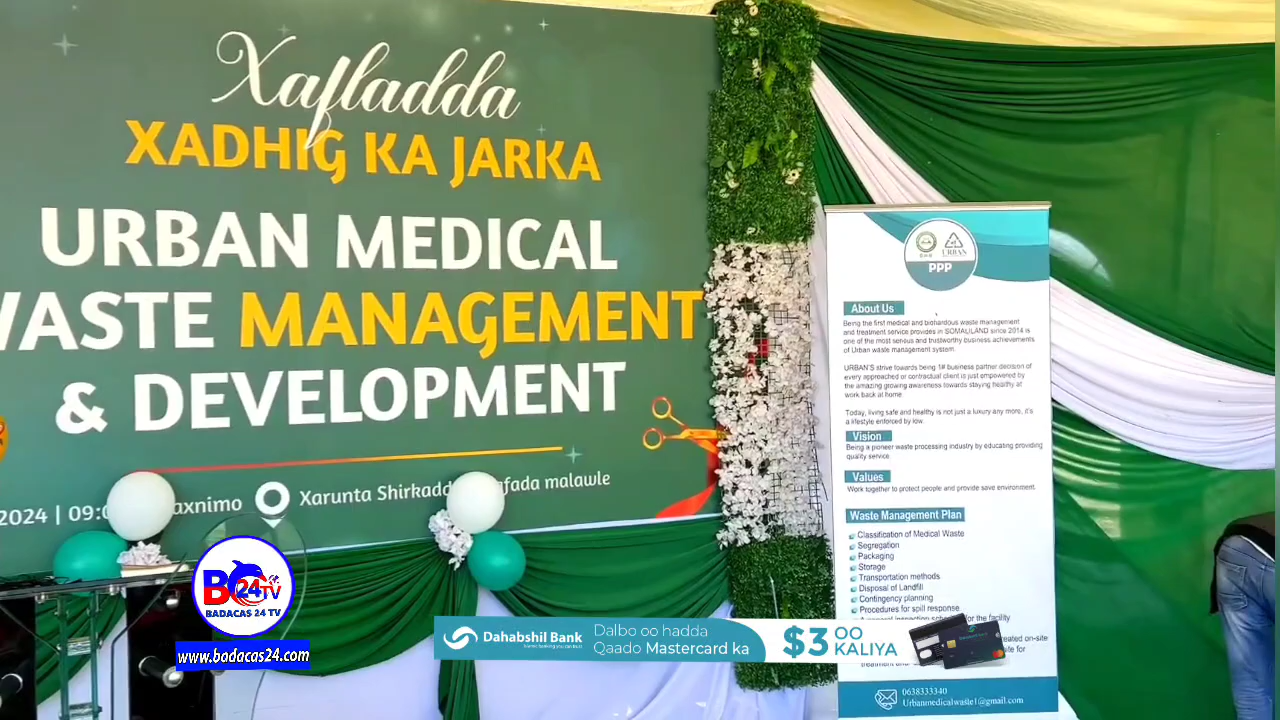 Xafladda
XADHIG KA JARKA
URBAN MEDICAL
WASTE MANAGEMENT
& DEVELOPMENT
2024 | 09:0
Xarunta Shirkadd
malawle
URBAN
PPP
About Us
Being the first medical and biohardous waste management
and treatment service provides in SOMALILAND since 2014 is
one of the most serious and trustworthy business achievements
of Urban waste management system.
URBAN'S strive towards being 1# business partner decision of
every approached or contractual client is just empowered by
the amazing growing awareness towards staying healthy at
work back at home
Today, living safe and healthy is not just a luxury any more, it's
a lifestyle enforced by low.
Vision
Being a pioneer waste processing industry by educating providing
quality service
Values
Work together to protect people and provide save environment.
Waste Management Plan
Classification of Medical Waste
Segregation
Packaging
Storage
Transportation methods
Disposal of Landfill
Contingency planning
Procedures for spill response
for the facility
on-site
for
treatment
0638333340
Urbanmedicalwaste1@gmail.com
B 24 TV
BADACAS 24 TV
www.badacas24.com
Dahabshil Bank
Dalbo oo hadda
Qaado Mastercard ka
$3 OO
KALIYA